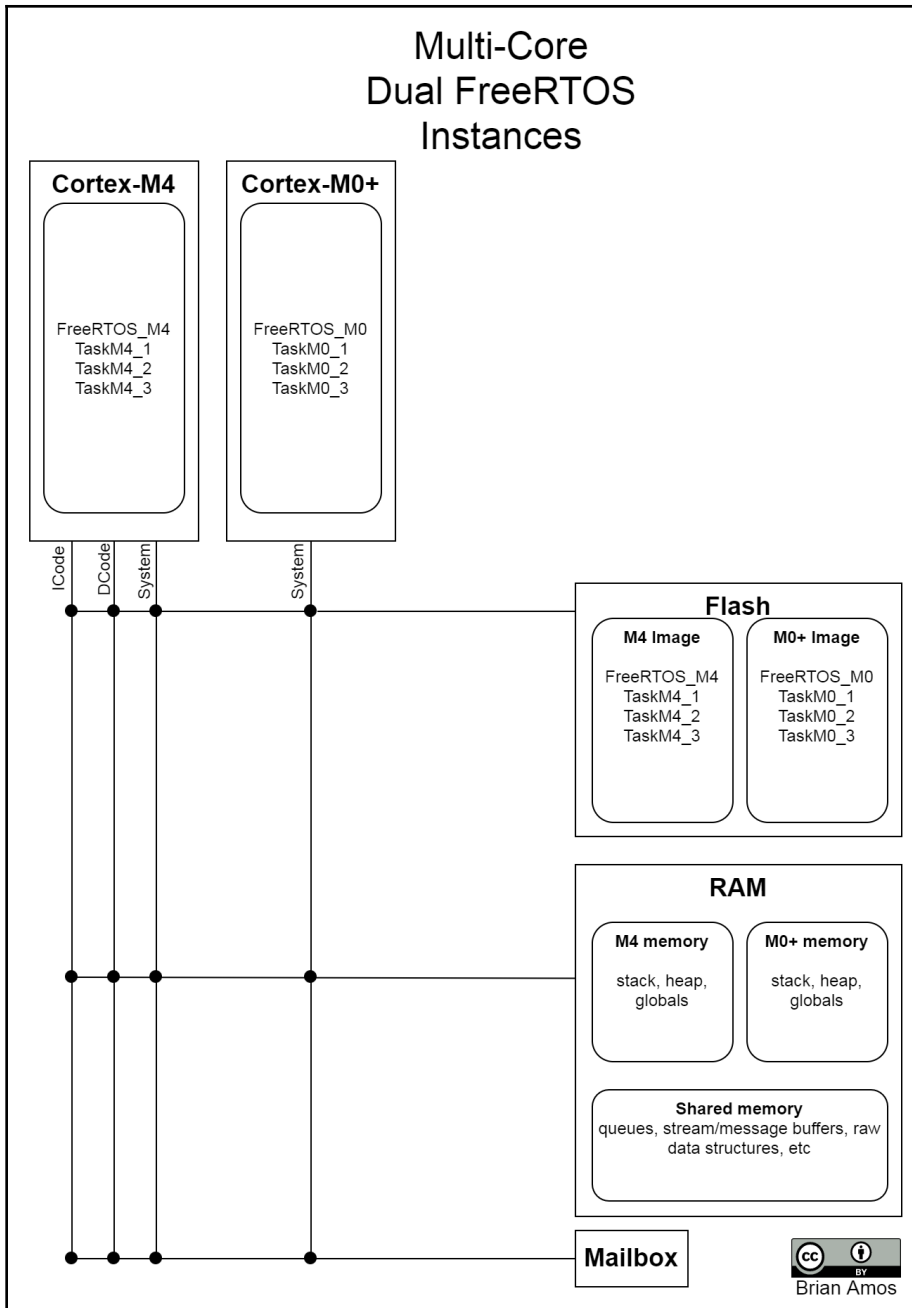 Multi-Core
Dual FreeRTOS
Instances
Cortex-M4
FreeRTOS_M4
TaskM4_1
TaskM4_2
TaskM4_3
Cortex-M0+
FreeRTOS_M0
TaskM0_1
TaskM0_2
TaskM0_3
ICode
DCode
System
System
Flash
M4 Image
FreeRTOS_M4
TaskM4_1
TaskM4_2
TaskM4_3
M0+ Image
FreeRTOS_M0
TaskM0_1
TaskM0_2
TaskM0_3
RAM
M4 memory
stack, heap,
globals
M0+ memory
stack, heap,
globals
Shared memory
queues, stream/message buffers, raw
data structures, etc
Mailbox
cc
BY
Brian Amos